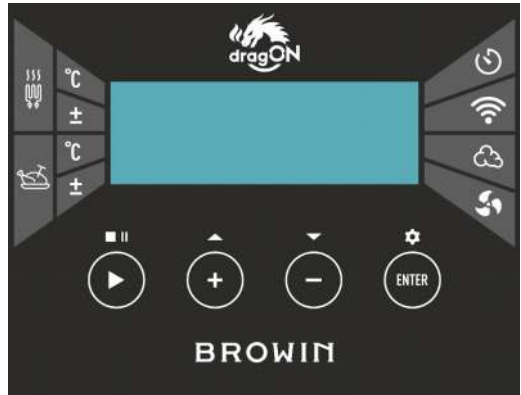 dragON
°C
±
°C
±
+
−
ENTER
BROWIN